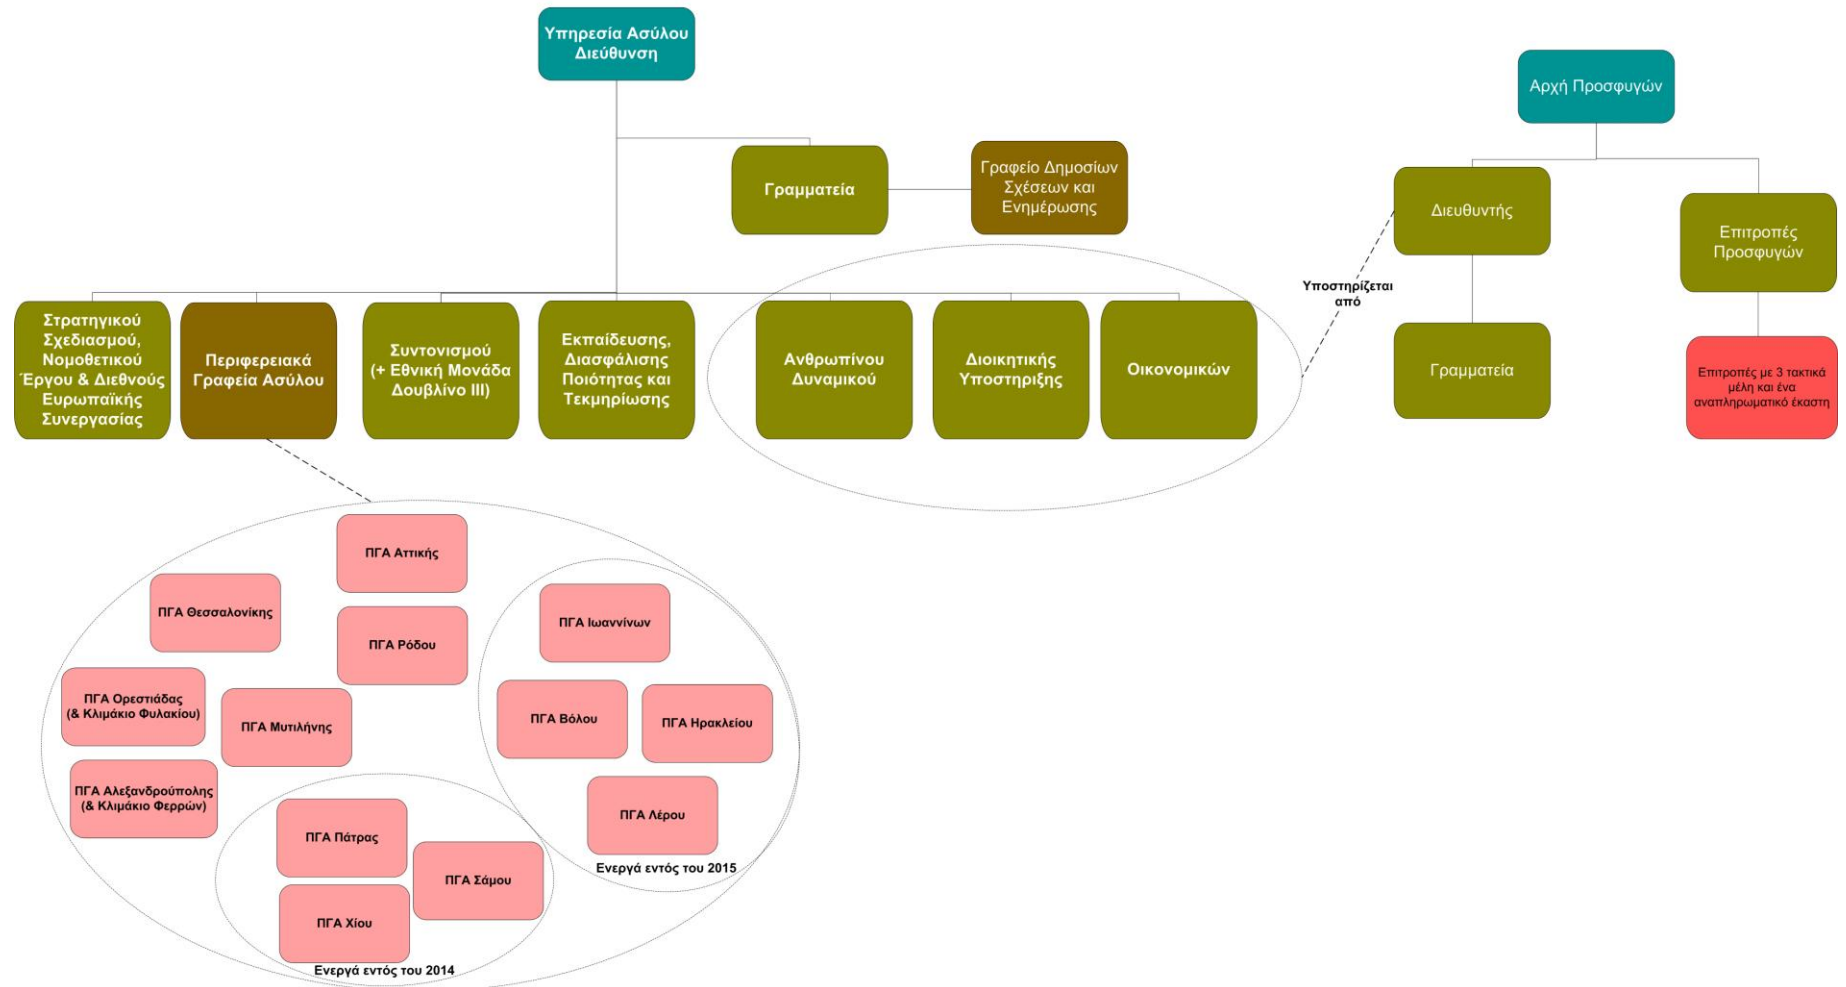 Υπηρεσία Ασύλου
Διεύθυνση
Αρχή Προσφυγών
Γραμματεία
Γραφείο Δημοσίων
Σχέσεων και
Ενημέρωσης
Διευθυντής
Επιτροπές
Προσφυγών
Υποστηρίζεται
από
Στρατηγικού
Σχεδιασμού,
Νομοθετικού
Έργου & Διεθνούς
Ευρωπαϊκής
Συνεργασίας
Περιφερειακά
Γραφεία Ασύλου
Συντονισμού
(+ Εθνική Μονάδα
Δουβλίνο ΙΙΙ)
Εκπαίδευσης,
Διασφάλισης
Ποιότητας και
Τεκμηρίωσης
Ανθρωπίνου
Δυναμικού
Διοικητικής
Υποστηριξης
Οικονομικών
Γραμματεία
Επιτροπές με 3 τακτικά
μέλη και ένα
αναπληρωματικό έκαστη
ΠΓΑ Αττικής
ΠΓΑ Θεσσαλονίκης
ΠΓΑ Ρόδου
ΠΓΑ Ιωαννίνων
ΠΓΑ Ορεστιάδας
(& Κλιμάκιο Φυλακίου)
ΠΓΑ Μυτιλήνης
ΠΓΑ Βόλου
ΠΓΑ Ηρακλείου
ΠΓΑ Αλεξανδρούπολης
(& Κλιμάκιο Φερρών)
ΠΓΑ Πάτρας
ΠΓΑ Λέρου
Ενεργά εντός του 2015
ΠΓΑ Σάμου
ΠΓΑ Χίου
Ενεργά εντός του 2014